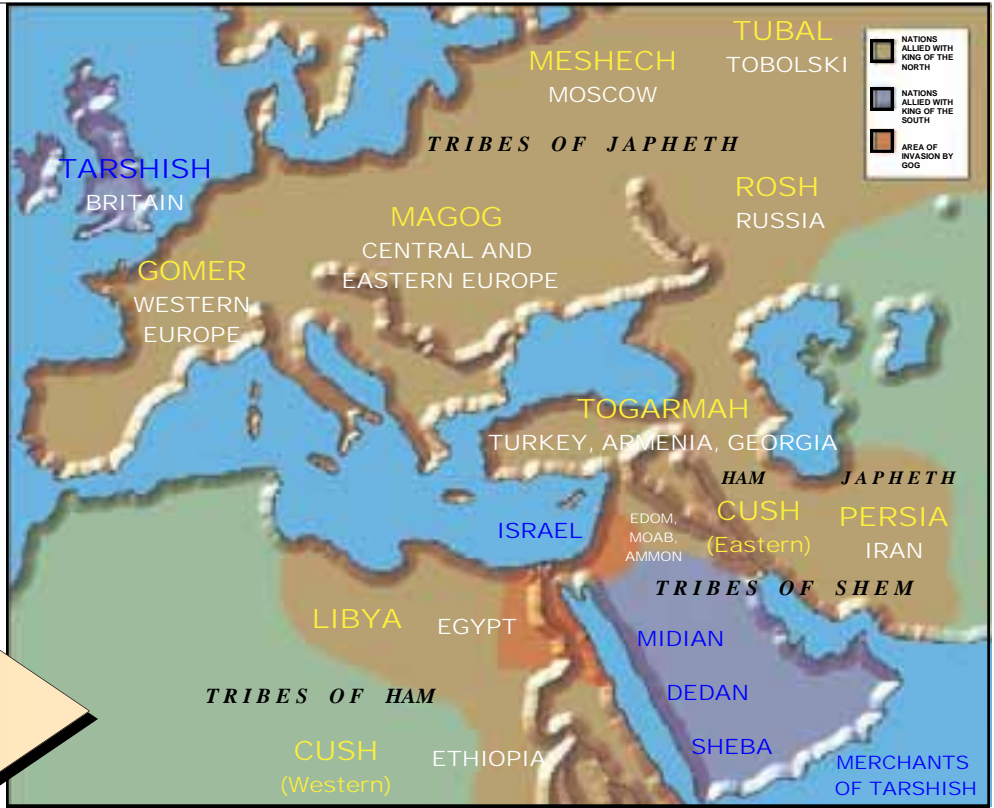 TUBAL
TOBOLSKI
MESHECH
MOSCOW
NATIONS
ALLIED WITH
KING OF THE
NORTH
NATIONS
ALLIED WITH
KING OF THE
SOUTH
AREA OF
INVASION BY
GOG
TRIBES OF JAPHETH
TARSHISH
BRITAIN
ROSH
RUSSIA
MAGOG
CENTRAL AND
EASTERN EUROPE
GOMER
WESTERN
EUROPE
TOGARMAH
TURKEY, ARMENIA, GEORGIA
HAM
JAPHETH
ISRAEL
EDOM,
MOAB,
AMMON
CUSH
(Eastern)
PERSIA
IRAN
TRIBES OF SHEM
LIBYA
EGYPT
MIDIAN
DEDAN
SHEBA
TRIBES OF HAM
CUSH
(Western)
ETHIOPIA
MERCHANTS
OF TARSHISH